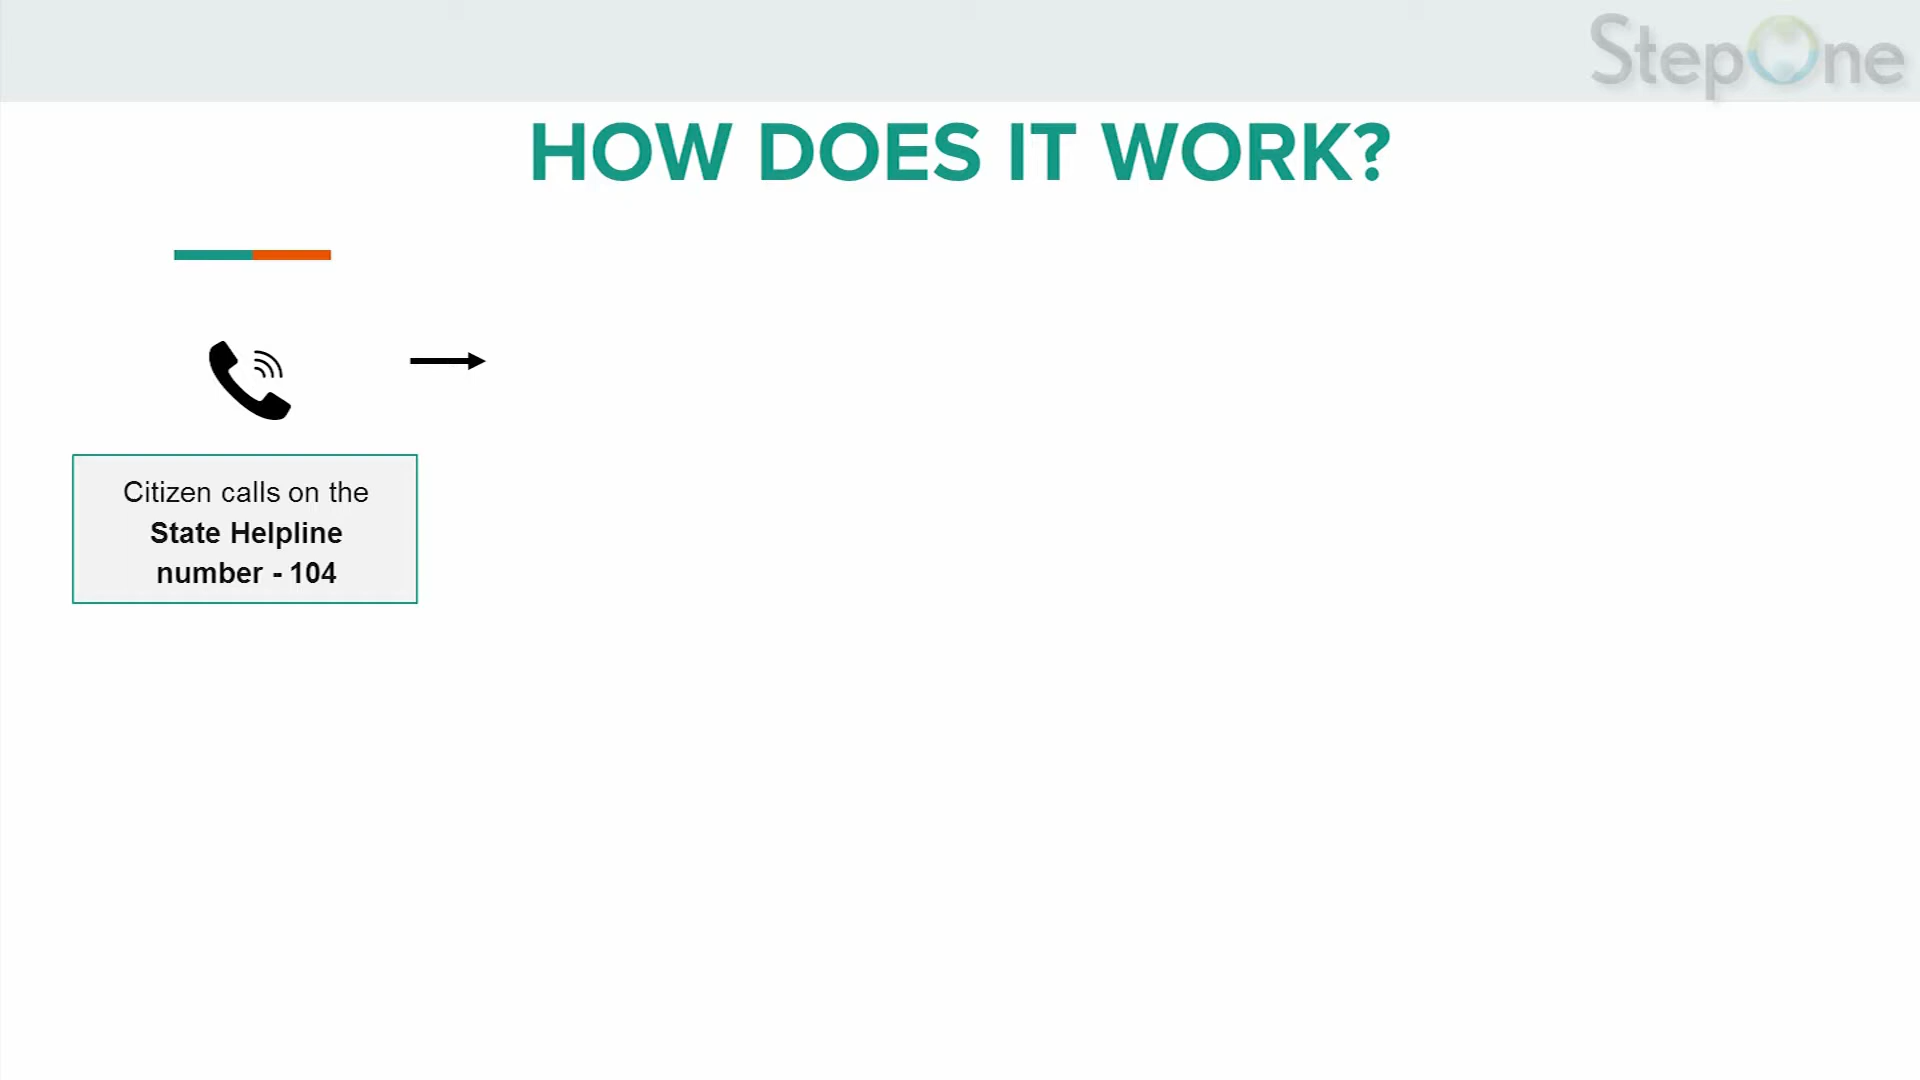 StepOne
HOW DOES IT WORK?
Citizen calls on the
State Helpline
number - 104